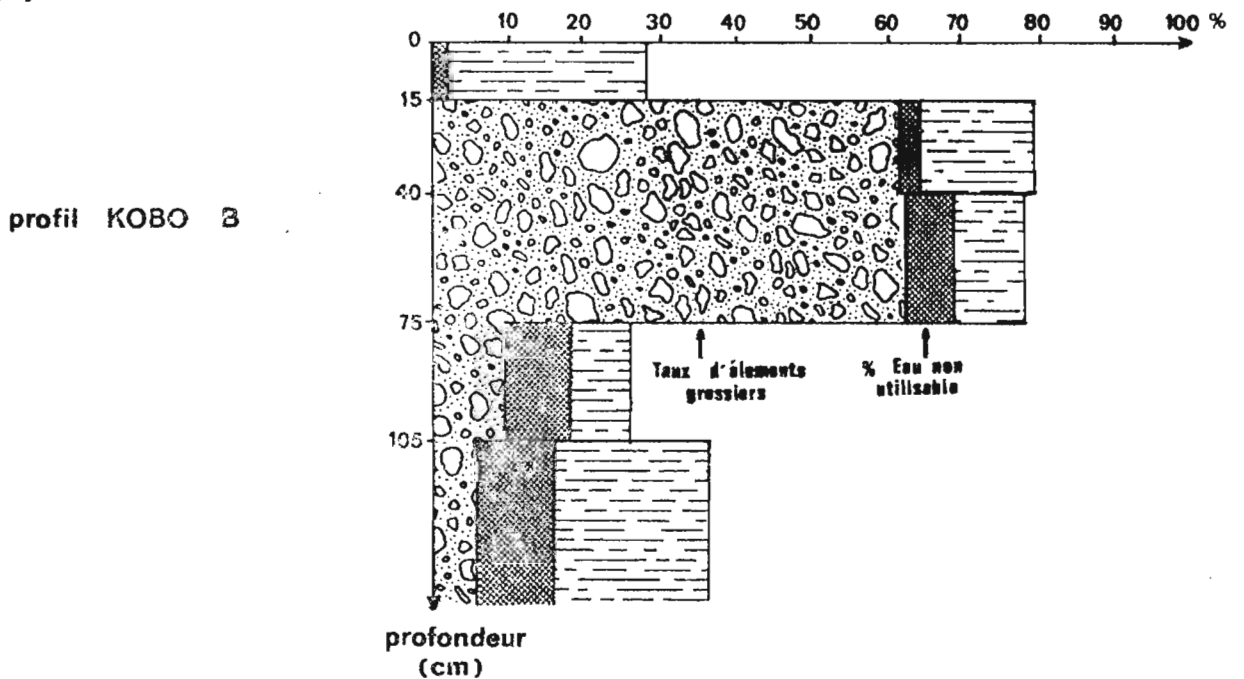 10 20 30 40 50 60 70 80 90 100 %
0
15
40
profil KOBO B
75
Taux d'élements
grossiers
% Eau non
utilisable
105
profondeur
(cm)